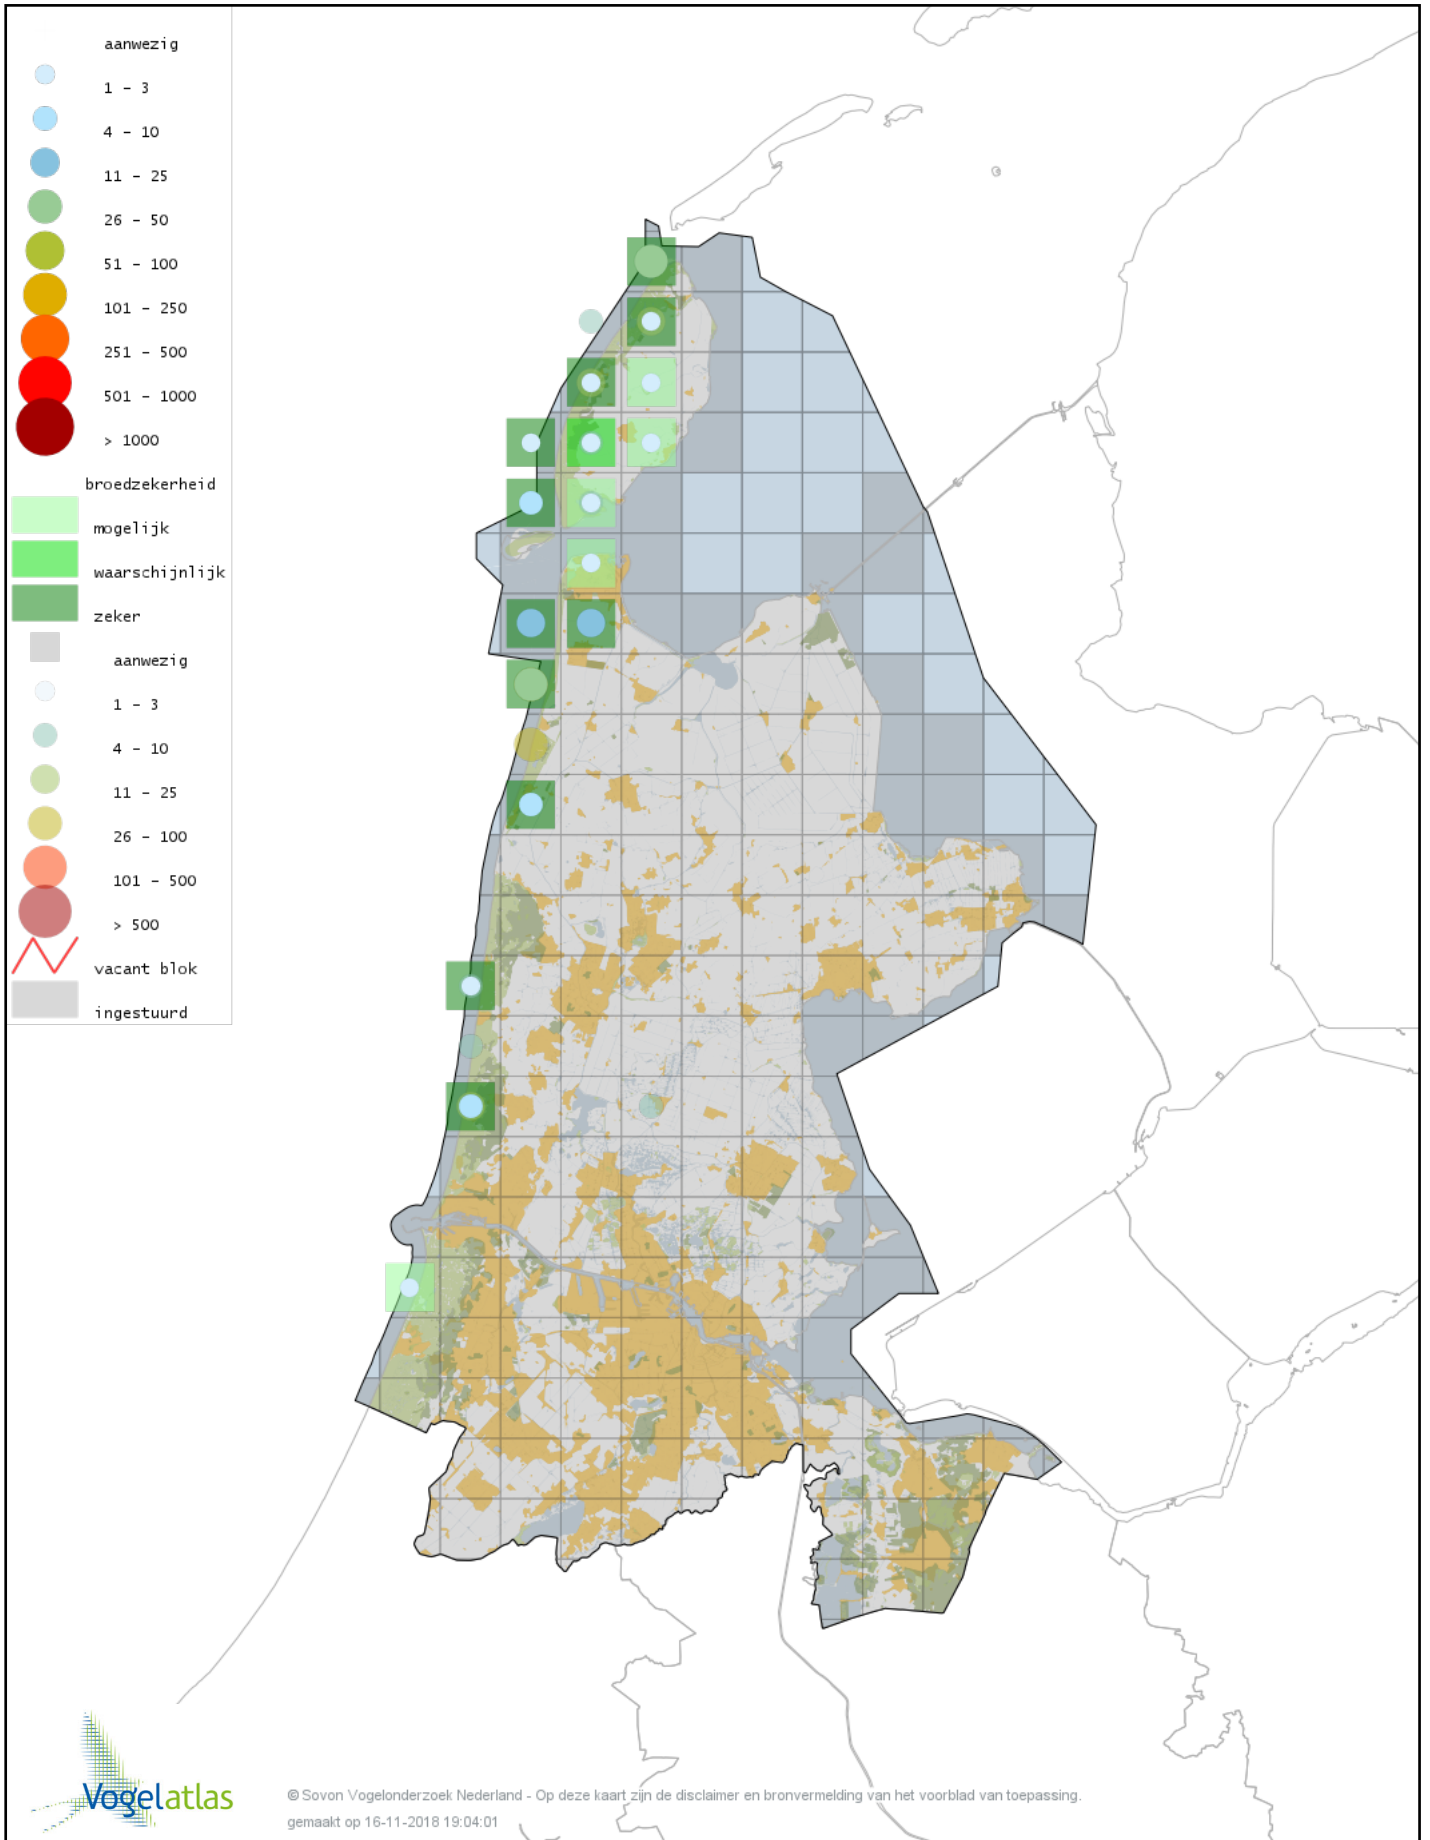 aanwezig
1 - 3
4 - 10
11 - 25
26 - 50
51 - 100
101 - 250
251 - 500
501 - 1000
> 1000
broedzekerheid
mogelijk
waarschijnlijk
zeker
aanwezig
1 - 3
4 - 10
11 - 25
26 - 100
101 - 500
> 500
vacant blok
ingestuurd
Vogelatlas
© Sovon Vogelonderzoek Nederland - Op deze kaart zijn de disclaimer en bronvermelding van het voorblad van toepassing.
gemaakt op 16-11-2018 19:04:01